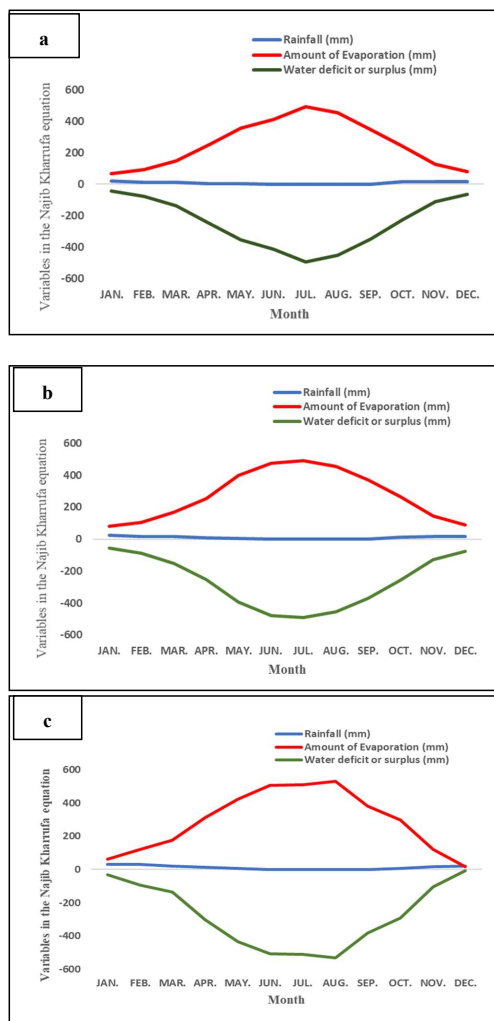 a
Rainfall (mm)
Amount of Evaporation (mm)
Water deficit or surplus (mm)
Variables in the Najib Kharrufa equation
600
400
200
0
-200
-400
-600
JAN. FEB. MAR. APR. MAY. JUN. JUL. AUG. SEP. OCT. NOV. DEC.
Month
b
Rainfall (mm)
Amount of Evaporation (mm)
Water deficit or surplus (mm)
Variables in the Najib Kharrufa equation
600
400
200
0
-200
-400
-600
JAN. FEB. MAR. APR. MAY. JUN. JUL. AUG. SEP. OCT. NOV. DEC.
Month
c
Rainfall (mm)
Amount of Evaporation (mm)
Water deficit or surplus (mm)
Variables in the Najib Kharrufa equation
600
400
200
0
-200
-400
-600
JAN. FEB. MAR. APR. MAY. JUN. JUL. AUG. SEP. OCT. NOV. DEC.
Month